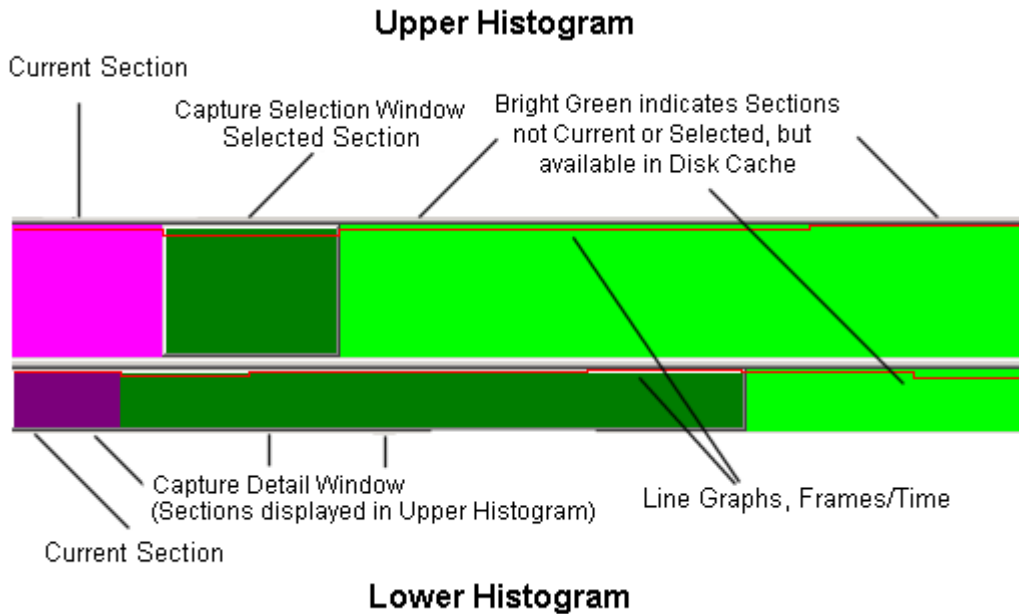 Upper Histogram
Current Section
Capture Selection Window
Selected Section
Bright Green indicates Sections
not Current or Selected, but
available in Disk Cache
Capture Detail Window
(Sections displayed in Upper Histogram)
Line Graphs, Frames/Time
Current Section
Lower Histogram